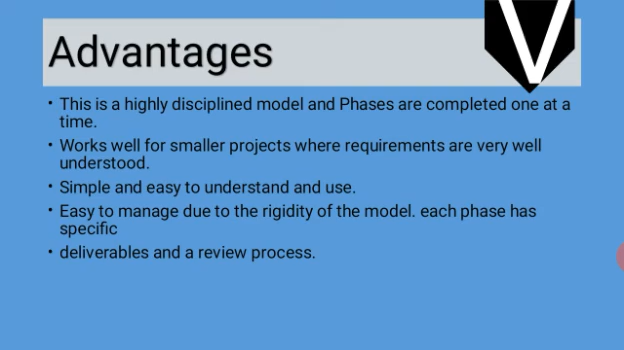 Advantages
V
• This is a highly disciplined model and Phases are completed one at a
time.
• Works well for smaller projects where requirements are very well
understood.
• Simple and easy to understand and use.
• Easy to manage due to the rigidity of the model. each phase has
specific
• deliverables and a review process.